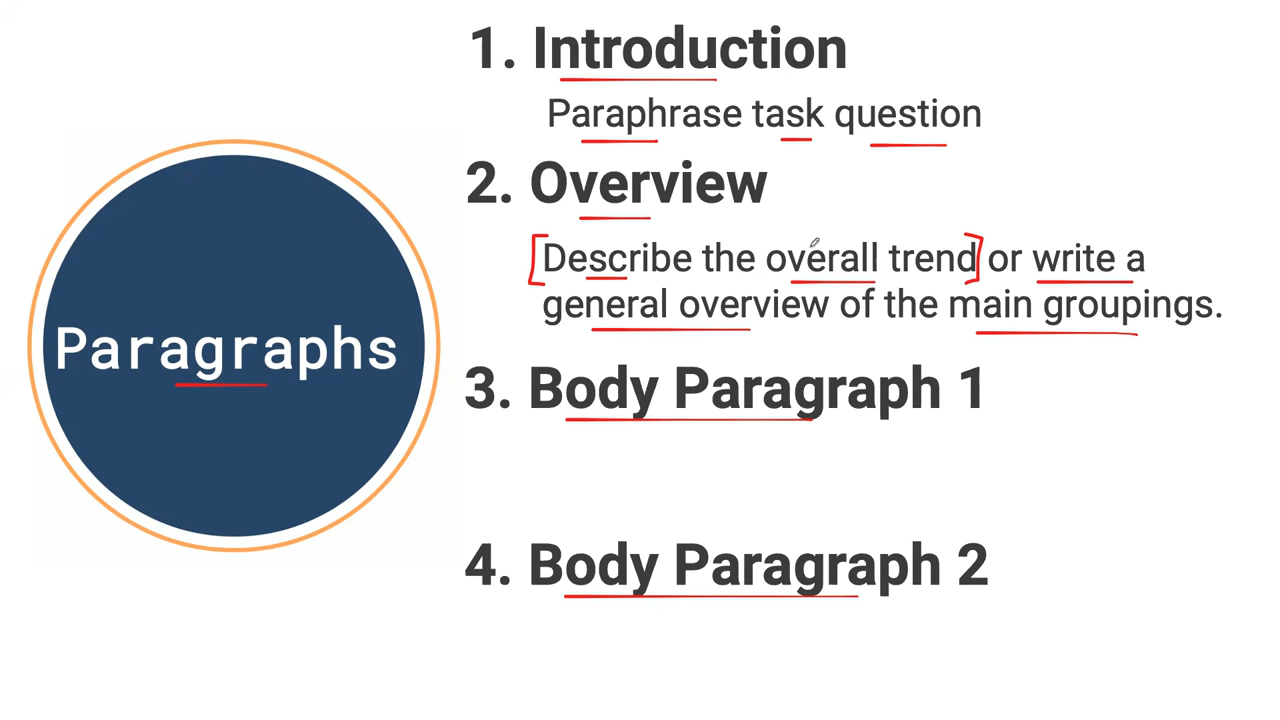 Paragraphs
1. Introduction
Paraphrase task question
2. Overview
Describe the overall trend or write a
general overview of the main groupings.
3. Body Paragraph 1
4. Body Paragraph 2